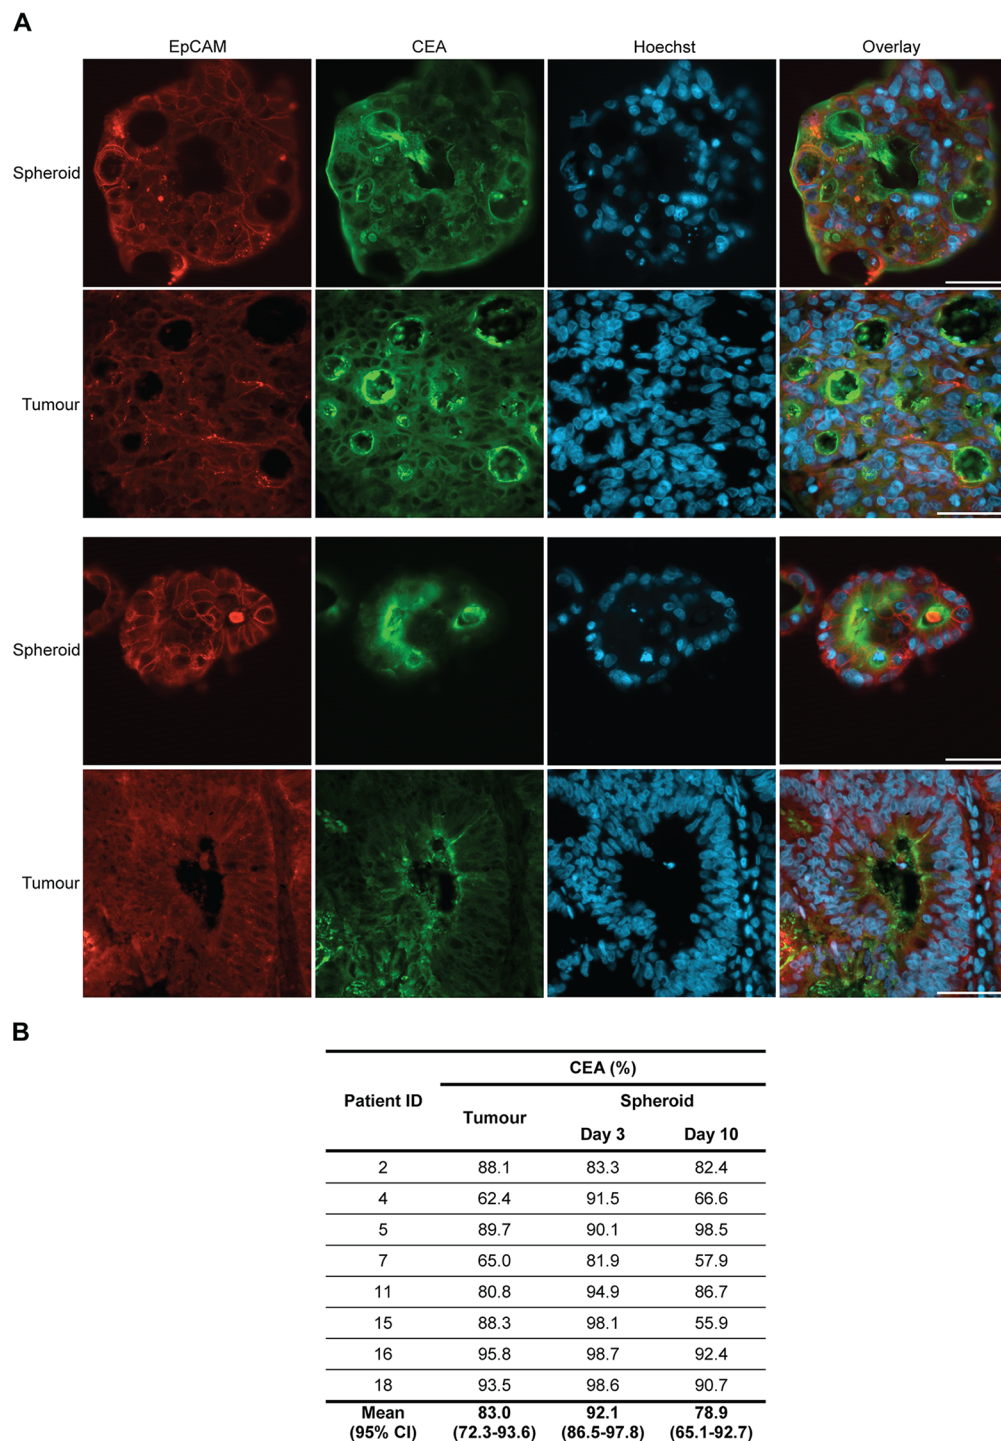 A
EpCAM CEA Hoechst Overlay
Spheroid
Tumour
Spheroid
Tumour
B
CEA (%)
Patient ID Tumour Spheroid
Day 3 Day 10
2 88.1 83.3 82.4
4 62.4 91.5 66.6
5 89.7 90.1 98.5
7 65.0 81.9 57.9
11 80.8 94.9 86.7
15 88.3 98.1 55.9
16 95.8 98.7 92.4
18 93.5 98.6 90.7
Mean 83.0 92.1 78.9
(95% CI) (72.3-93.6) (86.5-97.8) (65.1-92.7)